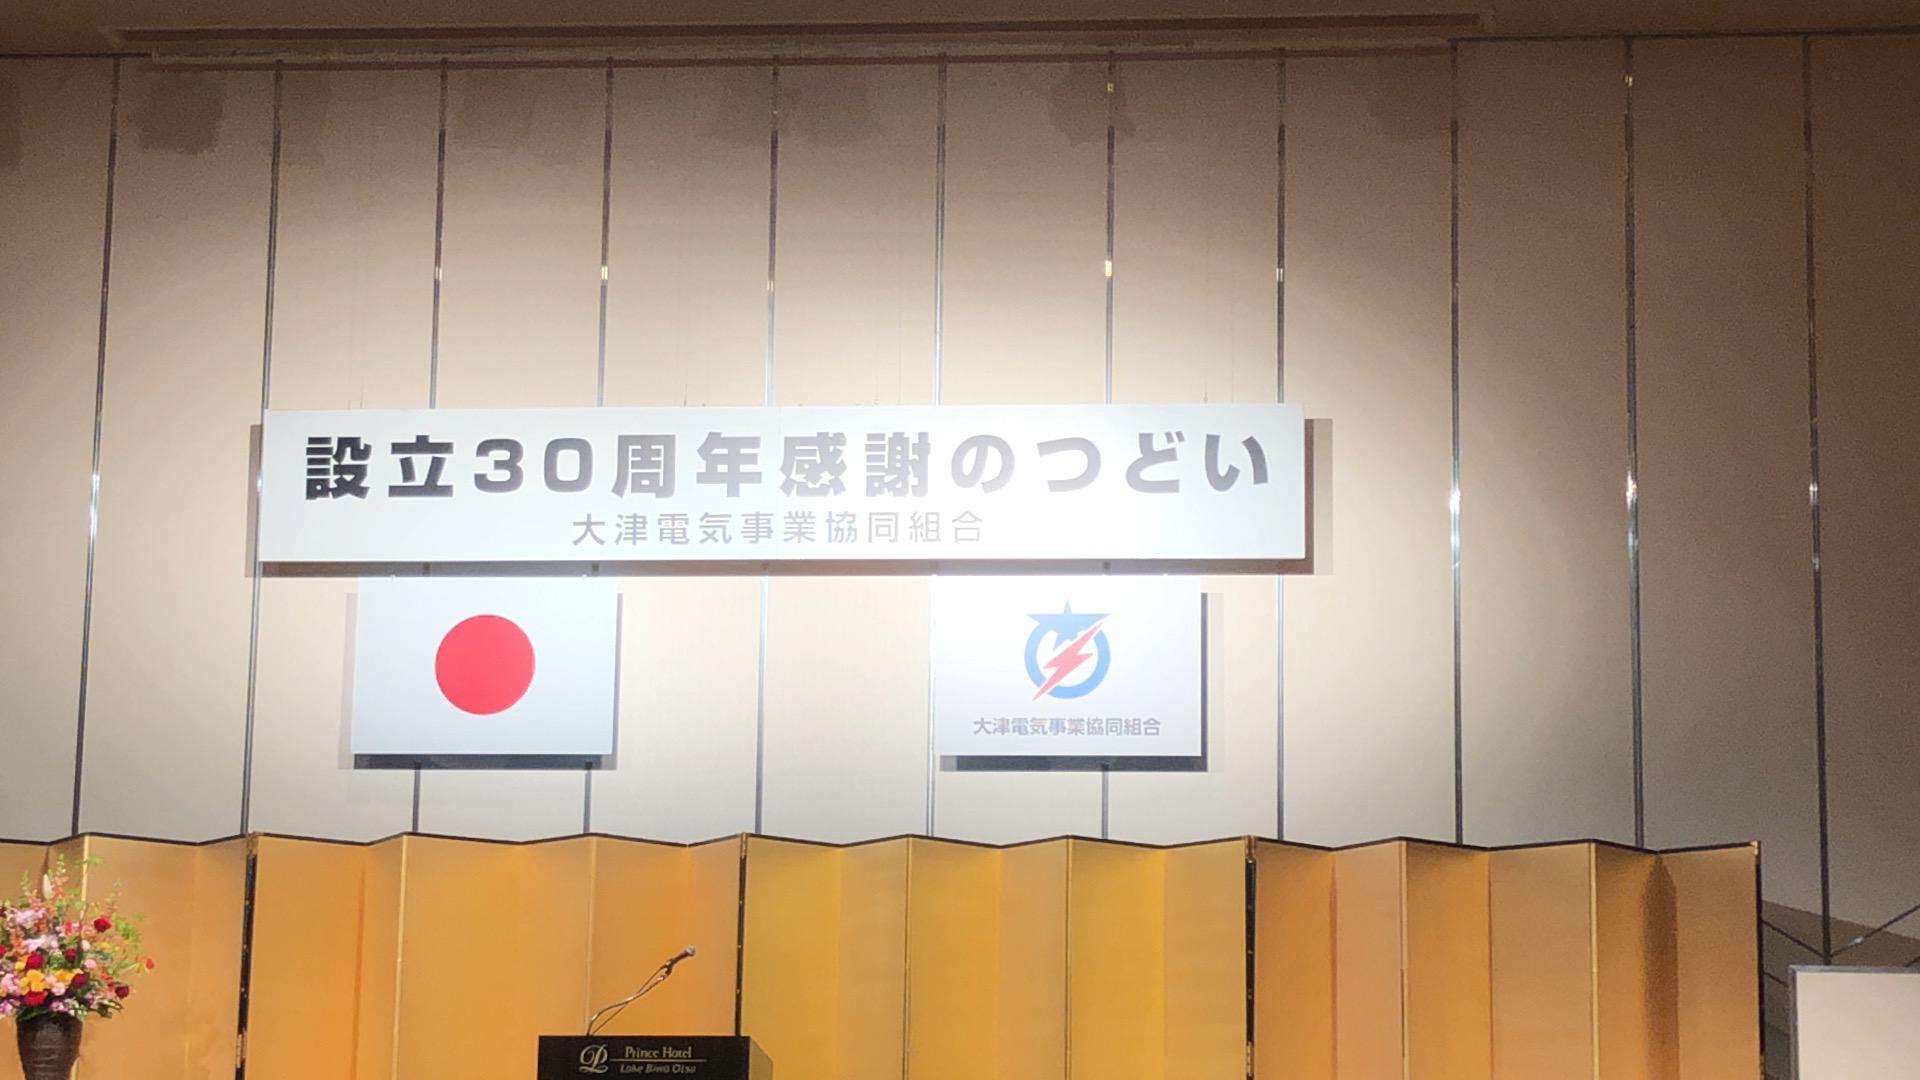 設立30周年感謝のつどい
大津電気事業協同組合
大津電気事業協同組合
Prince Hotel
Lake Biwa Otsu